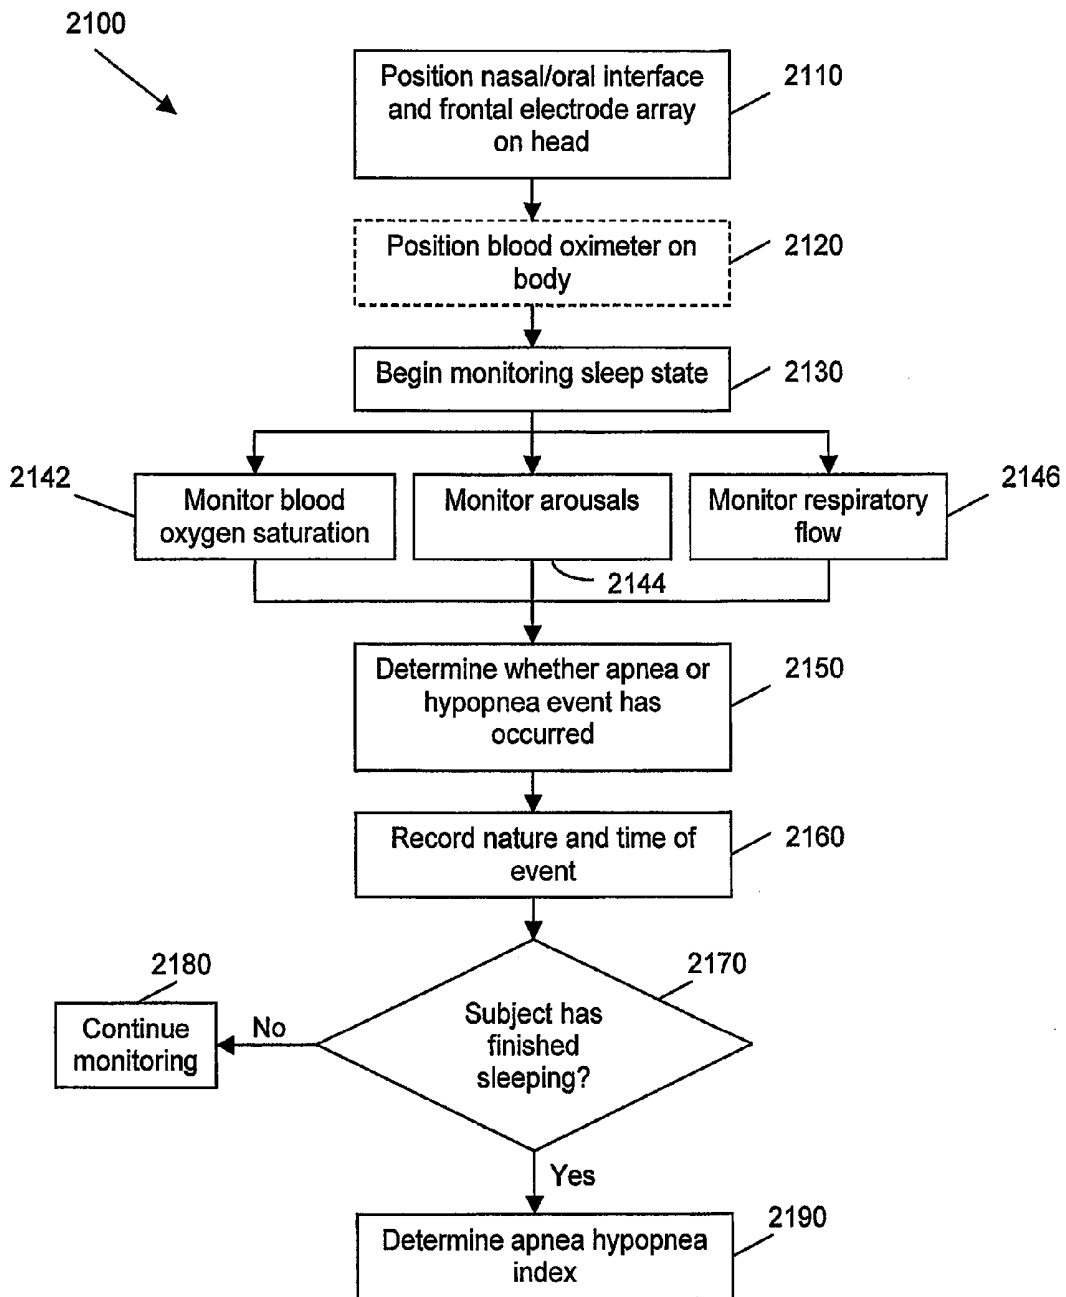 2100
Position nasal/oral interface
and frontal electrode array
on head
2110
Position blood oximeter on
body
2120
Begin monitoring sleep state
2130
2142
Monitor blood
oxygen saturation
Monitor arousals
2144
Monitor respiratory
flow
2146
Determine whether apnea or
hypopnea event has
occurred
2150
Record nature and time of
event
2160
2170
Subject has
finished
sleeping?
2180
Continue
monitoring
No
Yes
2190
Determine apnea hypopnea
index